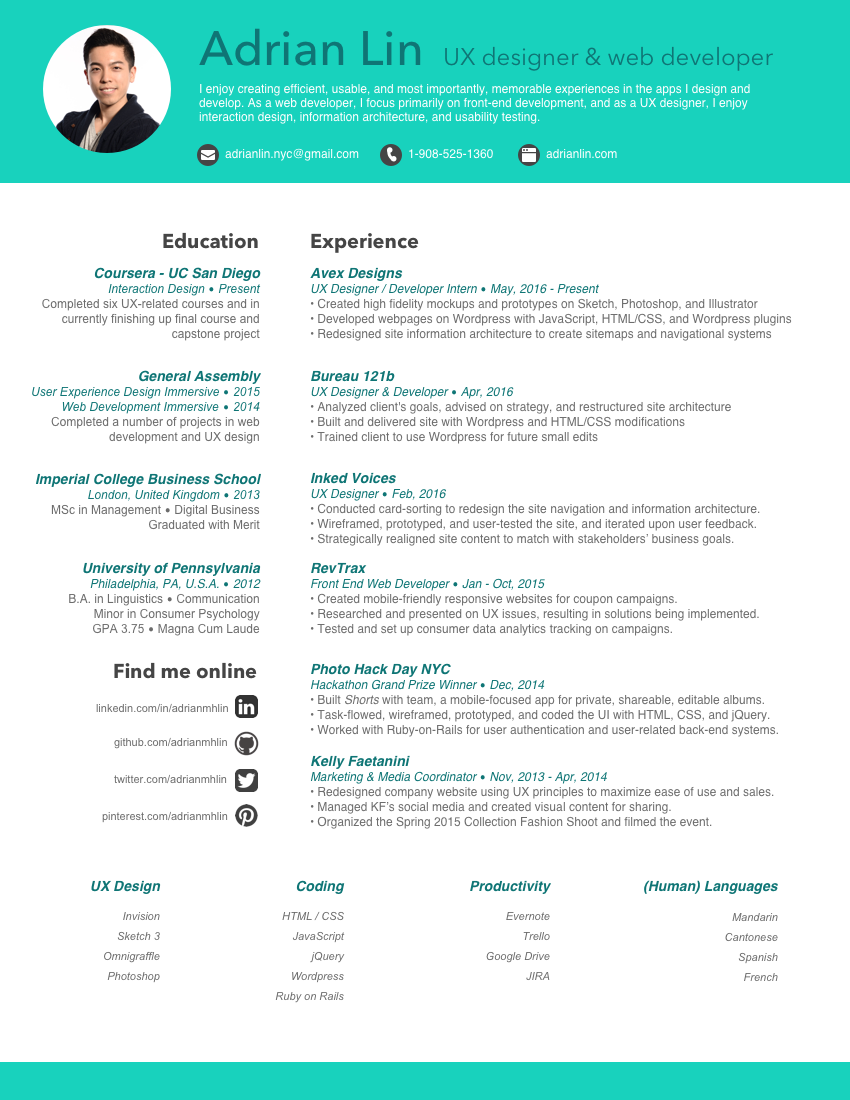 Adrian Lin UX designer & web developer
I enjoy creating efficient, usable, and most importantly, memorable experiences in the apps I design and
develop. As a web developer, I focus primarily on front-end development, and as a UX designer, I enjoy
interaction design, information architecture, and usability testing.
adrianlin.nyc@gmail.com 1-908-525-1360 adrianlin.com
Education
Coursera - UC San Diego
Interaction Design • Present
Completed six UX-related courses and in
currently finishing up final course and
capstone project
General Assembly
User Experience Design Immersive • 2015
Web Development Immersive • 2014
Completed a number of projects in web
development and UX design
Imperial College Business School
London, United Kingdom • 2013
MSc in Management • Digital Business
Graduated with Merit
University of Pennsylvania
Philadelphia, PA, U.S.A. • 2012
B.A. in Linguistics • Communication
Minor in Consumer Psychology
GPA 3.75 • Magna Cum Laude
Find me online
linkedin.com/in/adrianmhlin
github.com/adrianmhlin
twitter.com/adrianmhlin
pinterest.com/adrianmhlin
Experience
Avex Designs
UX Designer / Developer Intern • May, 2016 - Present
• Created high fidelity mockups and prototypes on Sketch, Photoshop, and Illustrator
• Developed webpages on Wordpress with JavaScript, HTML/CSS, and Wordpress plugins
• Redesigned site information architecture to create sitemaps and navigational systems
Bureau 121b
UX Designer & Developer • Apr, 2016
• Analyzed client's goals, advised on strategy, and restructured site architecture
• Built and delivered site with Wordpress and HTML/CSS modifications
• Trained client to use Wordpress for future small edits
Inked Voices
UX Designer • Feb, 2016
• Conducted card-sorting to redesign the site navigation and information architecture.
• Wireframed, prototyped, and user-tested the site, and iterated upon user feedback.
• Strategically realigned site content to match with stakeholders’ business goals.
RevTrax
Front End Web Developer • Jan - Oct, 2015
• Created mobile-friendly responsive websites for coupon campaigns.
• Researched and presented on UX issues, resulting in solutions being implemented.
• Tested and set up consumer data analytics tracking on campaigns.
Photo Hack Day NYC
Hackathon Grand Prize Winner • Dec, 2014
• Built Shorts with team, a mobile-focused app for private, shareable, editable albums.
• Task-flowed, wireframed, prototyped, and coded the UI with HTML, CSS, and jQuery.
• Worked with Ruby-on-Rails for user authentication and user-related back-end systems.
Kelly Faetanini
Marketing & Media Coordinator • Nov, 2013 - Apr, 2014
• Redesigned company website using UX principles to maximize ease of use and sales.
• Managed KF’s social media and created visual content for sharing.
• Organized the Spring 2015 Collection Fashion Shoot and filmed the event.
UX Design
Invision
Sketch 3
Omnigraffle
Photoshop
Coding
HTML / CSS
JavaScript
jQuery
Wordpress
Ruby on Rails
Productivity
Evernote
Trello
Google Drive
JIRA
(Human) Languages
Mandarin
Cantonese
Spanish
French